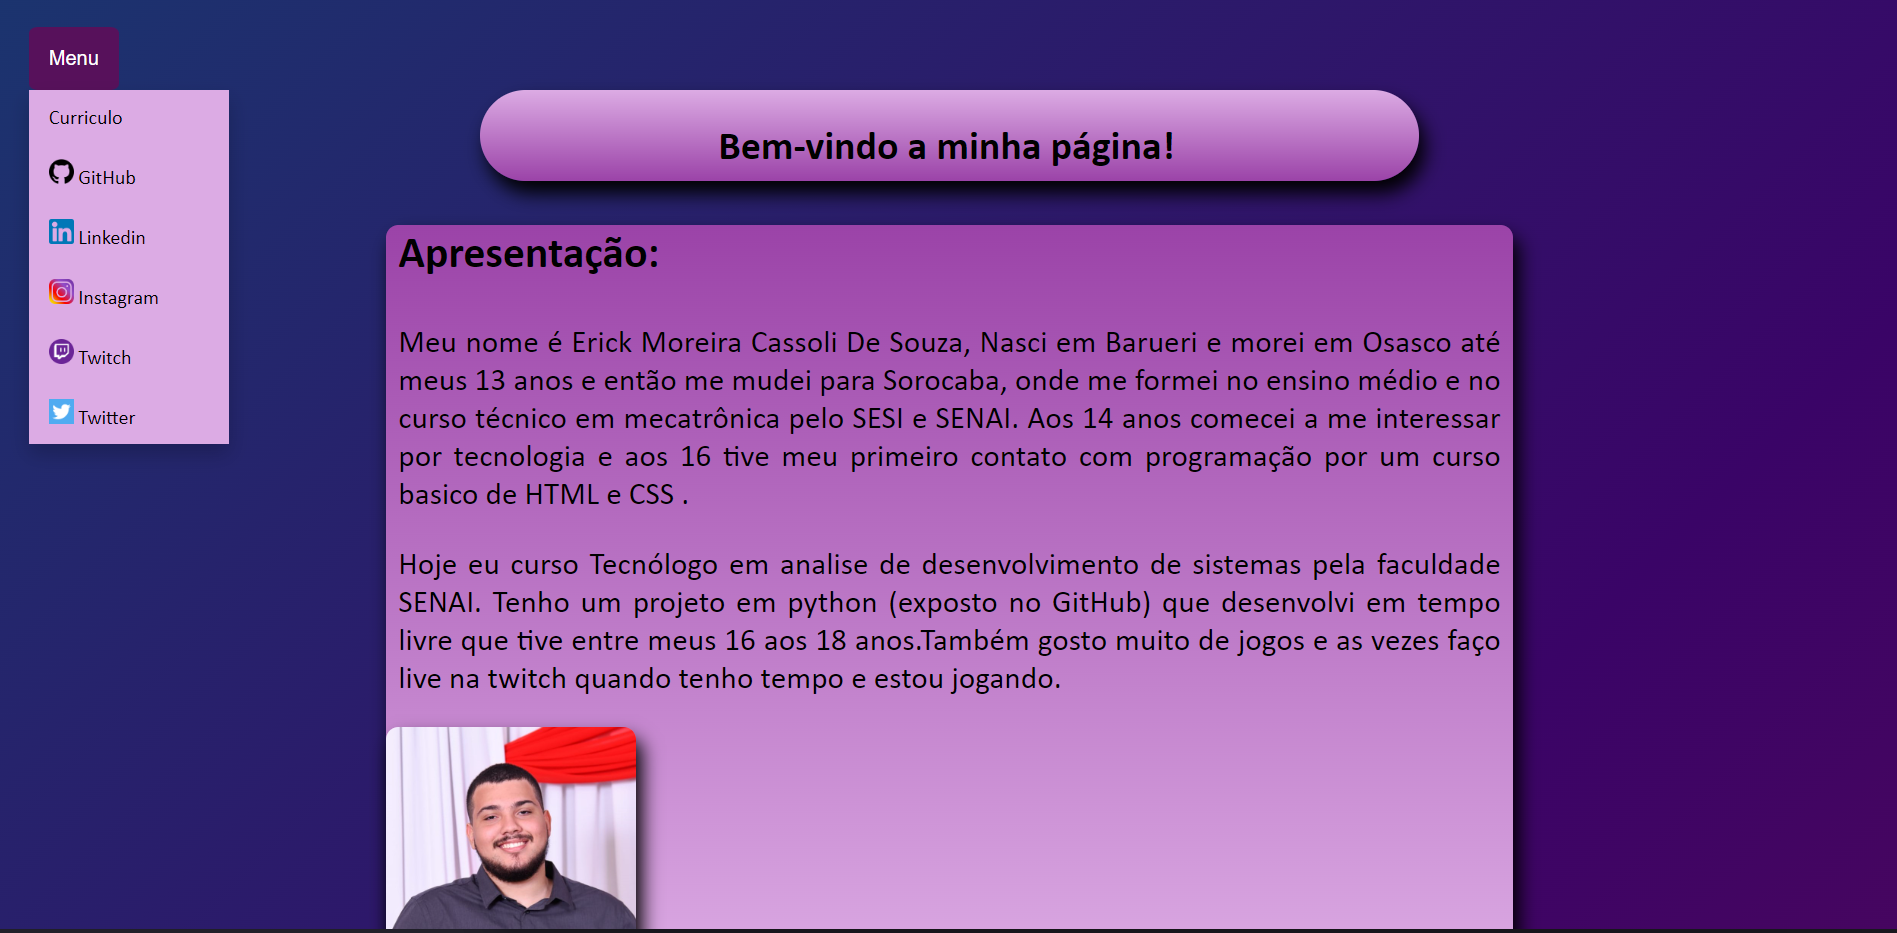 Menu
Curriculo
GitHub
Linkedin
Instagram
Twitch
Twitter
Bem-vindo a minha página!
Apresentação:
Meu nome é Erick Moreira Cassoli De Souza, Nasci em Barueri e morei em Osasco até
meus 13 anos e então me mudei para Sorocaba, onde me formei no ensino médio e no
curso técnico em mecatrônica pelo SESI e SENAI. Aos 14 anos comecei a me interessar
por tecnologia e aos 16 tive meu primeiro contato com programação por um curso
basico de HTML e CSS .
Hoje eu curso Tecnólogo em analise de desenvolvimento de sistemas pela faculdade
SENAI. Tenho um projeto em python (exposto no GitHub) que desenvolvi em tempo
livre que tive entre meus 16 aos 18 anos.Também gosto muito de jogos e as vezes faço
live na twitch quando tenho tempo e estou jogando.